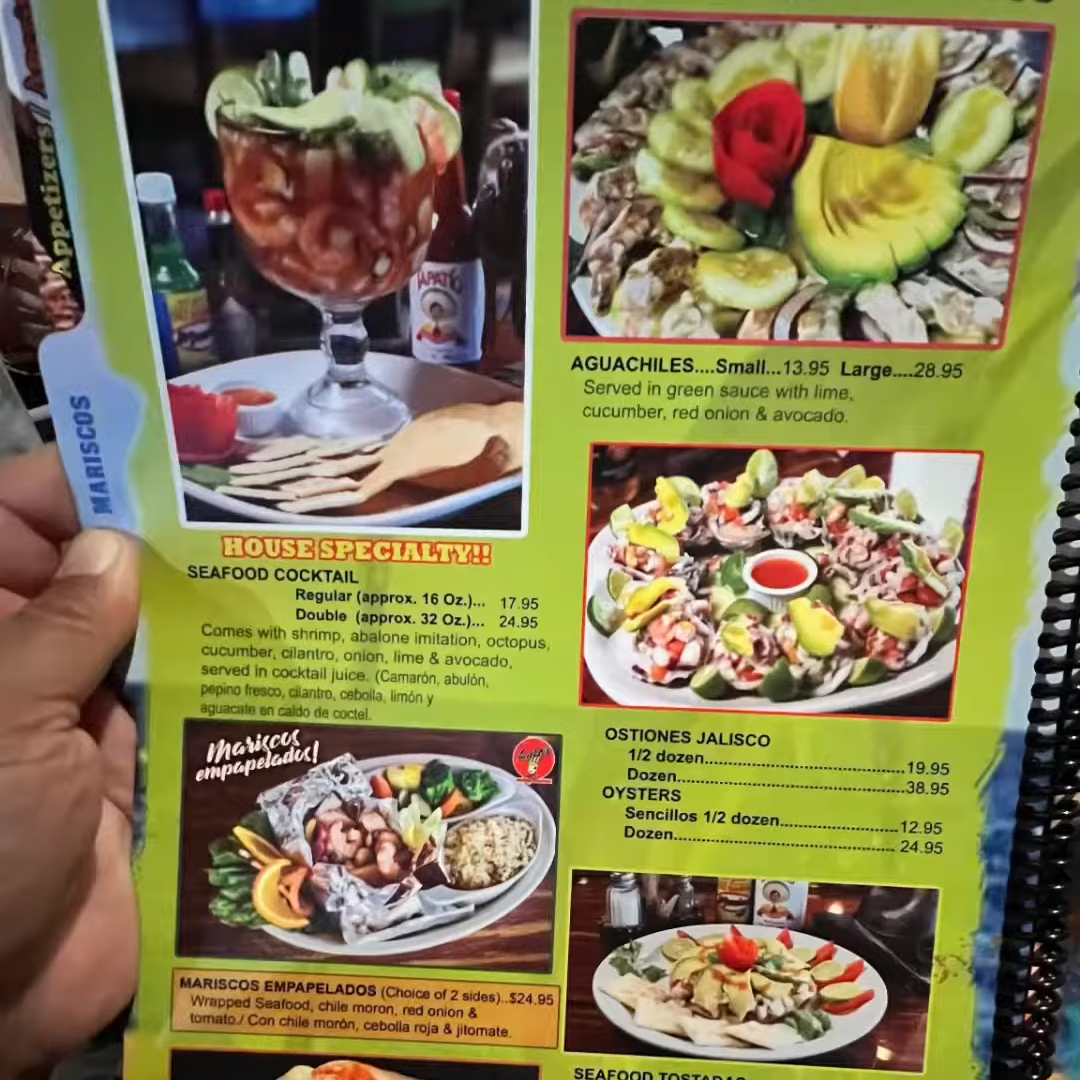 Appetizers/
MARISCOS
TAPATIO
HOUSE SPECIALTY!!
SEAFOOD COCKTAIL
Regular (approx. 16 Oz.)... 17.95
Double (approx. 32 Oz.)... 24.95
Comes with shrimp, abalone imitation, octopus,
cucumber, cilantro, onion, lime & avocado,
served in cocktail juice. (Camarón, abulón,
pepino fresco, cilantro, cebolla, limón y
aguacate en caldo de coctel.
Mariscos
empapelados!
MARISCOS EMPAPELADOS (Choice of 2 sides)..$24.95
Wrapped Seafood, chile moron, red onion &
tomato./ Con chile morón, cebolla roja & jitomate.
AGUACHILES....Small...13.95 Large....28.95
Served in green sauce with lime,
cucumber, red onion & avocado.
OSTIONES JALISCO
1/2 dozen...........................................19.95
Dozen.................................................38.95
OYSTERS
Sencillos 1/2 dozen.........................12.95
Dozen................................................. 24.95
SEAFOOD TOSTADAS